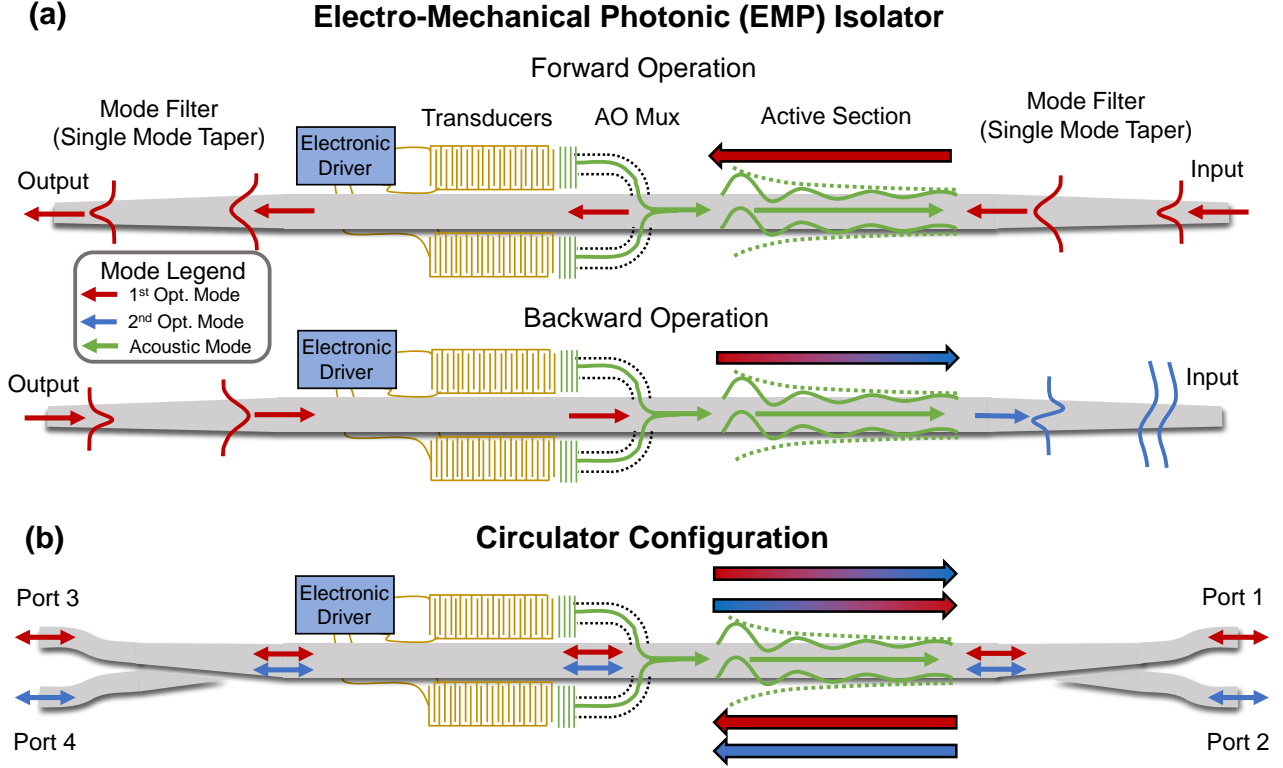 (a)
Electro-Mechanical Photonic (EMP) Isolator
Forward Operation
Mode Filter
(Single Mode Taper)
Transducers
AO Mux
Active Section
Mode Filter
(Single Mode Taper)
Electronic
Driver
Output
Input
Mode Legend
1st Opt. Mode
2nd Opt. Mode
Acoustic Mode
Backward Operation
Electronic
Driver
Output
Input
(b)
Circulator Configuration
Electronic
Driver
Port 3
Port 1
Port 4
Port 2